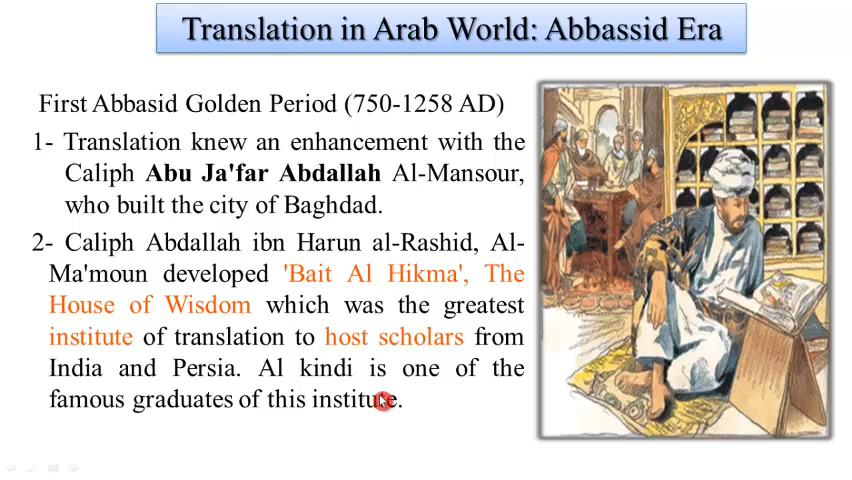 Translation in Arab World: Abbassid Era
First Abbasid Golden Period (750-1258 AD)
1- Translation knew an enhancement with the
Caliph Abu Ja'far Abdallah Al-Mansour,
who built the city of Baghdad.
2- Caliph Abdallah ibn Harun al-Rashid, Al-
Ma'moun developed 'Bait Al Hikma', The
House of Wisdom which was the greatest
institute of translation to host scholars from
India and Persia. Al kindi is one of the
famous graduates of this institute.